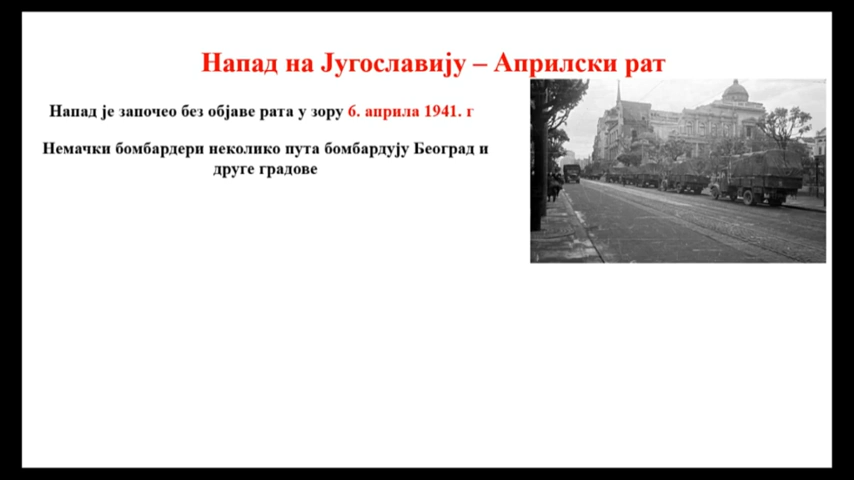 Напад на Југославију – Априлски рат
Напад је започео без објаве рата у зору 6. априла 1941. г
Немачки бомбардери неколико пута бомбардују Београд и
друге градове